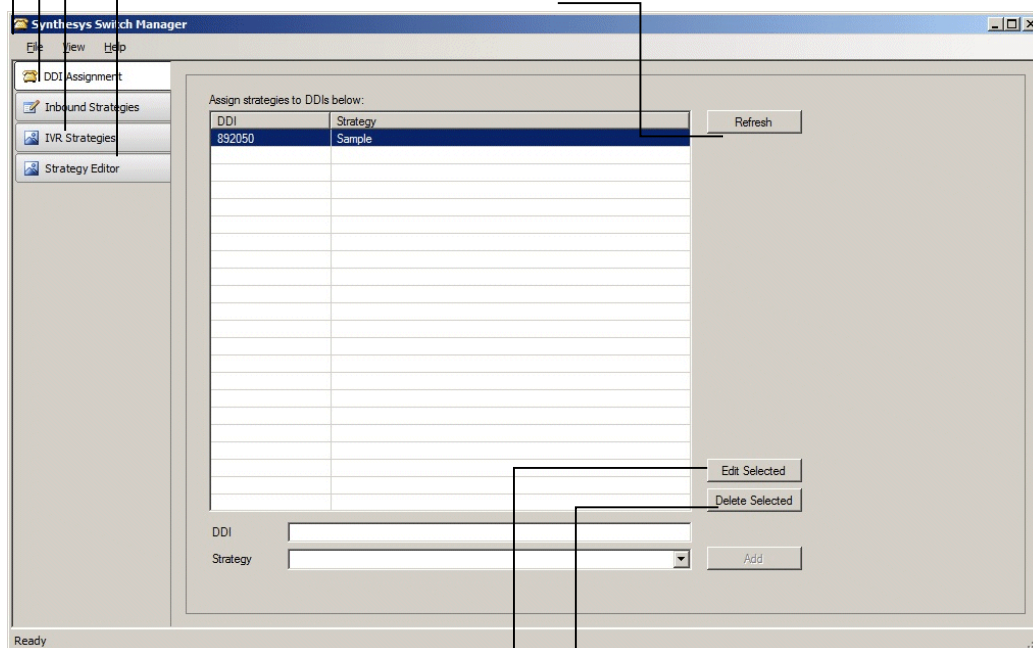 Synthesys Switch Manager
File View Help
DDI Assignment
Inbound Strategies
IVR Strategies
Strategy Editor
Assign strategies to DDIs below:
DDI Strategy
892050 Sample
Refresh
Edit Selected
Delete Selected
DDI
Strategy
Add
Ready